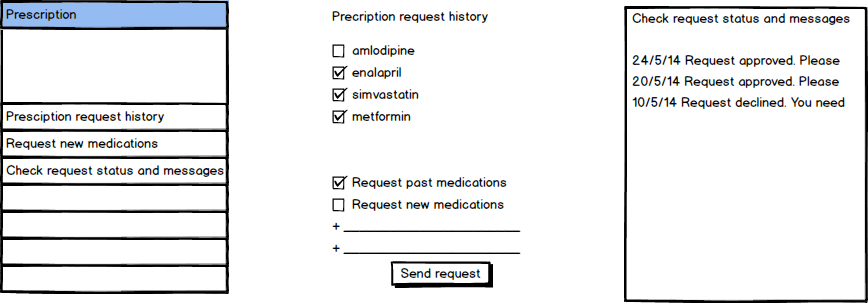 Prescription
Presciption request history
Request new medications
Check request status and messages
Precription request history
amlodipine
enalapril
simvastatin
metformin
Request past medications
Request new medications
+
+
Send request
Check request status and messages
24/5/14 Request approved. Please
20/5/14 Request approved. Please
10/5/14 Request declined. You need